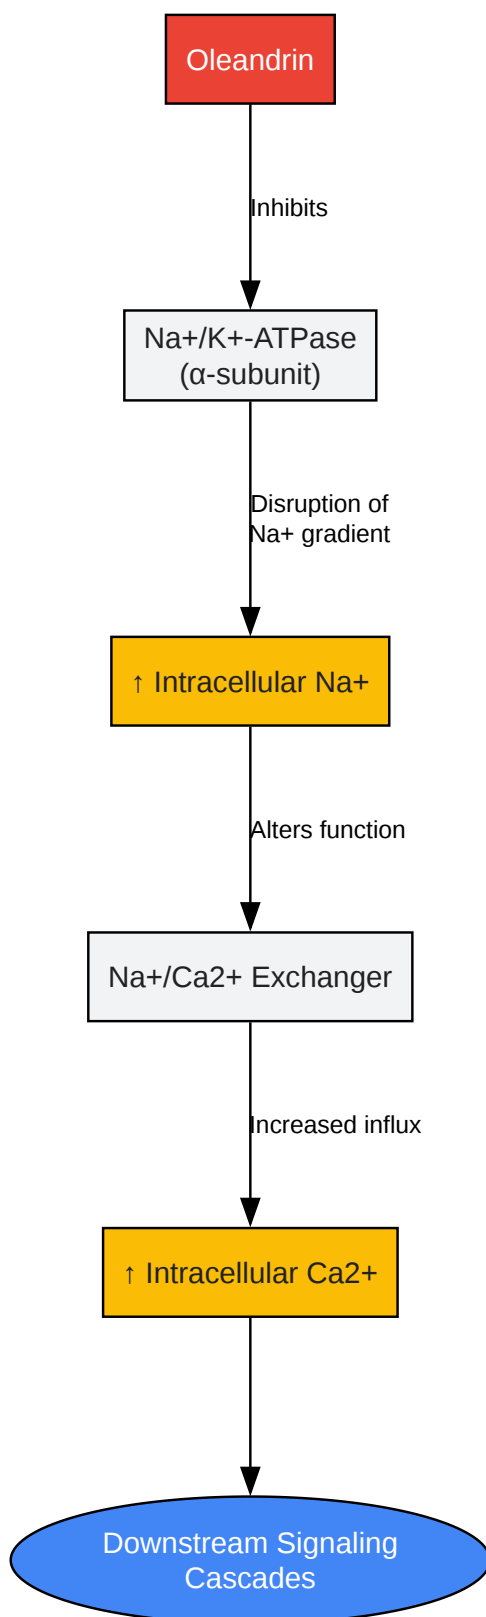 Oleandrin
Inhibits
Na+/K+-ATPase
(α-subunit)
Disruption of
Na+ gradient
↑ Intracellular Na+
Alters function
Na+/Ca2+ Exchanger
Increased influx
↑ Intracellular Ca2+
Downstream Signaling
Cascades